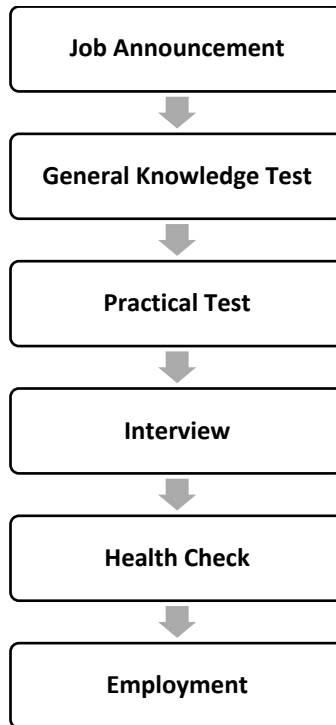 Job Announcement
General Knowledge Test
Practical Test
Interview
Health Check
Employment